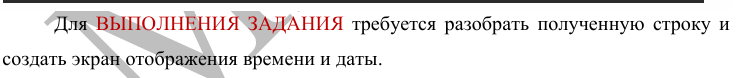 Для ВЫПОЛНЕНИЯ ЗАДАНИЯ требуется разобрать полученную строку и
создать экран отображения времени и даты.